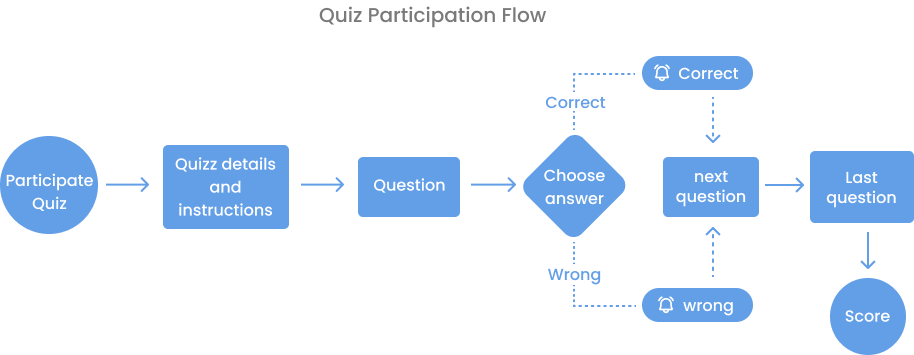 Quiz Participation Flow
Participate
Quiz
Quizz details
and
instructions
Question
Choose
answer
Correct
Correct
Wrong
wrong
next
question
Last
question
Score